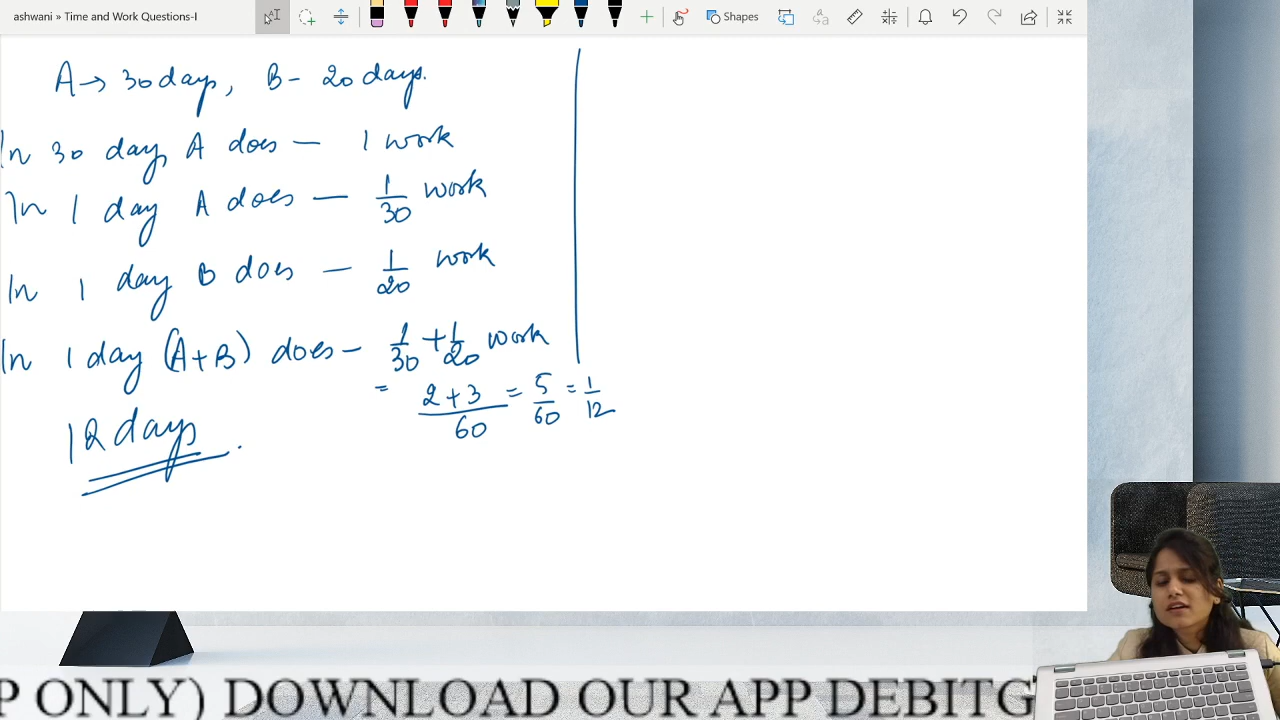 ashwani » Time and Work Questions-I
Shapes
A → 30 days, B - 20 days.
In 30 day A does — 1 work
In 1 day A does — 1/30 work
In 1 day B does — 1/20 work
In 1 day (A+B) does — 1/30 + 1/20 work
= 2+3/60 = 5/60 = 1/12
12 days
P ONLY) DOWNLOAD OUR APP DEBITG